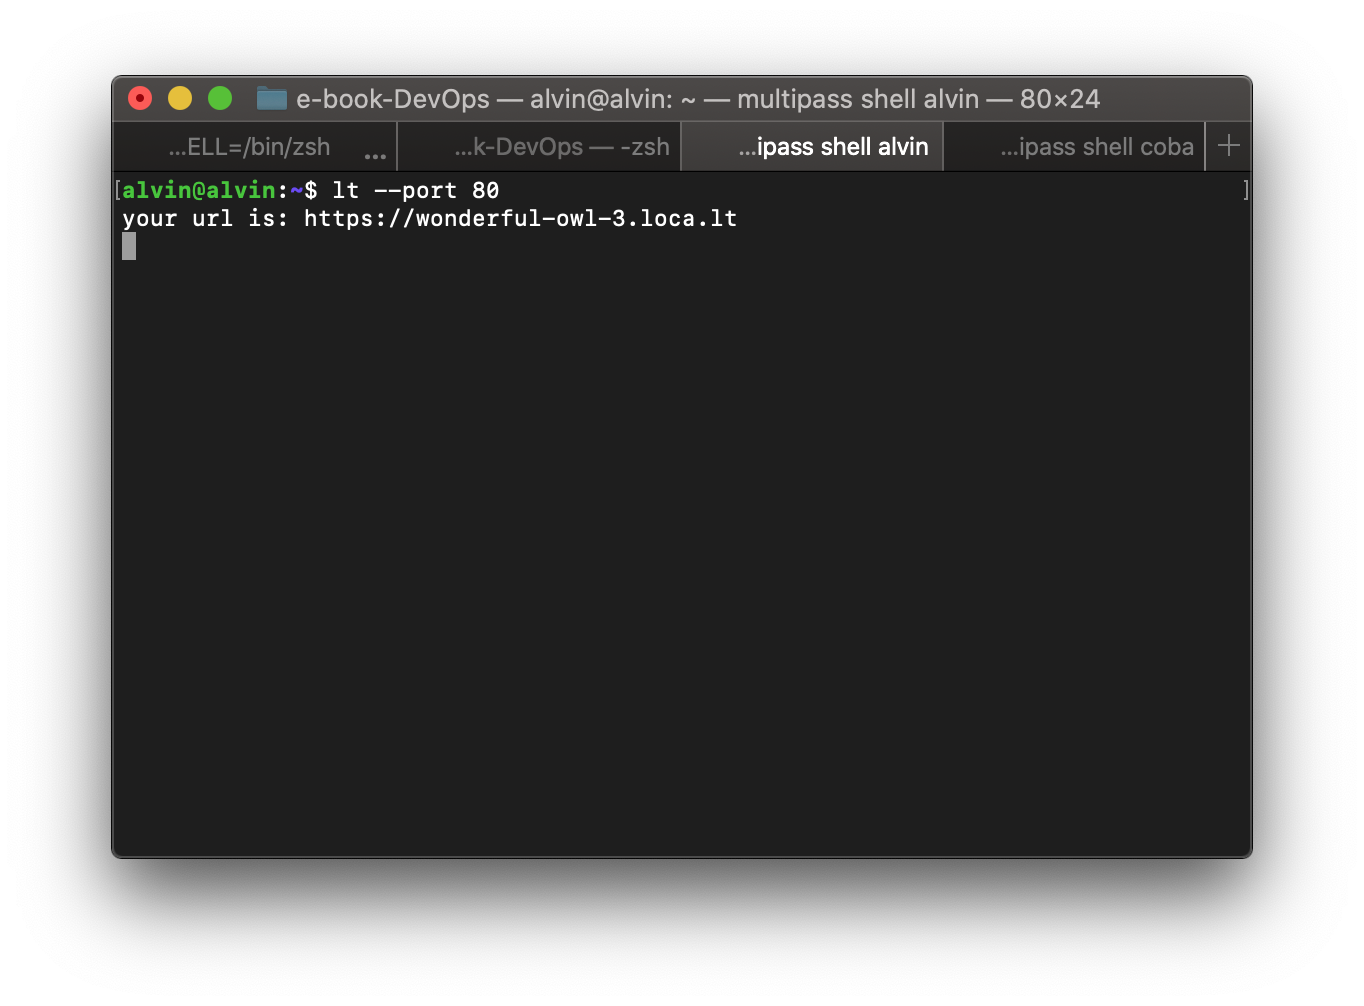 e-book-DevOps — alvin@alvin: ~ — multipass shell alvin — 80×24
...ELL=/bin/zsh ... ...k-DevOps — -zsh ...ipass shell alvin ...ipass shell coba +
[alvin@alvin:~$ lt --port 80 ]
your url is: https://wonderful-owl-3.loca.lt